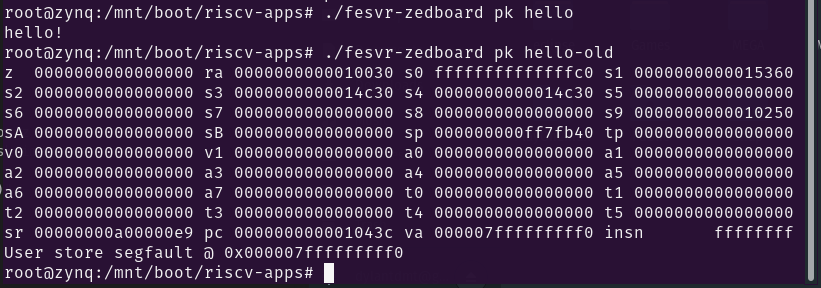 root@zynq:/mnt/boot/riscv-apps# ./fesvr-zedboard pk hello
hello!
root@zynq:/mnt/boot/riscv-apps# ./fesvr-zedboard pk hello-old
z  0000000000000000 ra 0000000000010030 s0 ffffffffffffffc0 s1 0000000000015360
s2 0000000000000000 s3 0000000000014c30 s4 0000000000014c30 s5 0000000000000000
s6 0000000000000000 s7 0000000000000000 s8 0000000000000000 s9 0000000000010250
sA 0000000000000000 sB 0000000000000000 sp 000000000ff7fb40 tp 0000000000000000
v0 0000000000000000 v1 0000000000000000 a0 0000000000000000 a1 0000000000000000
a2 0000000000000000 a3 0000000000000000 a4 0000000000000000 a5 0000000000000000
a6 0000000000000000 a7 0000000000000000 t0 0000000000000000 t1 0000000000000000
t2 0000000000000000 t3 0000000000000000 t4 0000000000000000 t5 0000000000000000
sr 00000000a00000e9 pc 000000000001043c va 000007fffffffff0 insn       ffffffff
User store segfault @ 0x000007fffffffff0
root@zynq:/mnt/boot/riscv-apps#